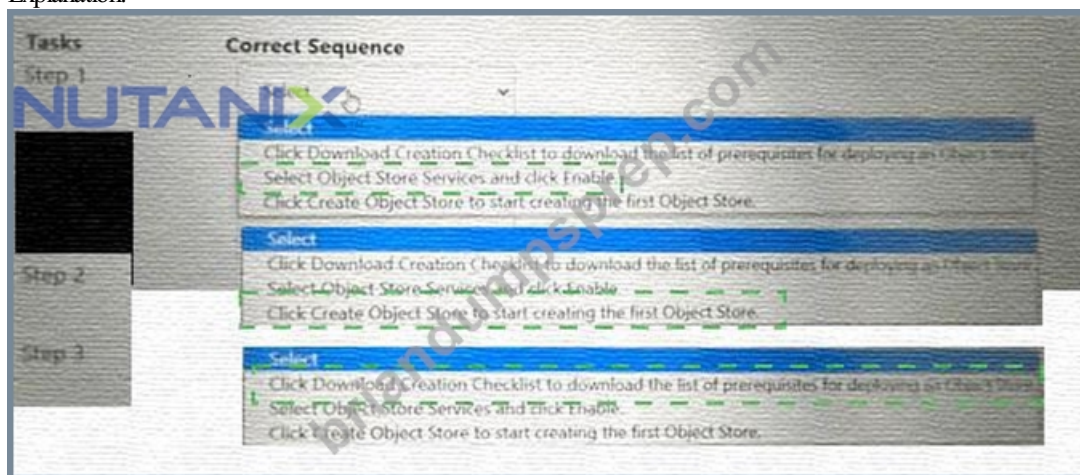 Tasks
Correct Sequence
Step 1
NUTANIX
Select
Select
Click Download Creation Checklist to download the list of prerequisites for deploying an Object Store
Select Object Store Services and click Enable.
Click Create Object Store to start creating the first Object Store.
Step 2
Select
Click Download Creation Checklist to download the list of prerequisites for deploying an Object Store
Select Object Store Services and click Enable.
Click Create Object Store to start creating the first Object Store.
Step 3
Select
Click Download Creation Checklist to download the list of prerequisites for deploying an Object Store
Select Object Store Services and click Enable.
Click Create Object Store to start creating the first Object Store.
braindumpsprep.com